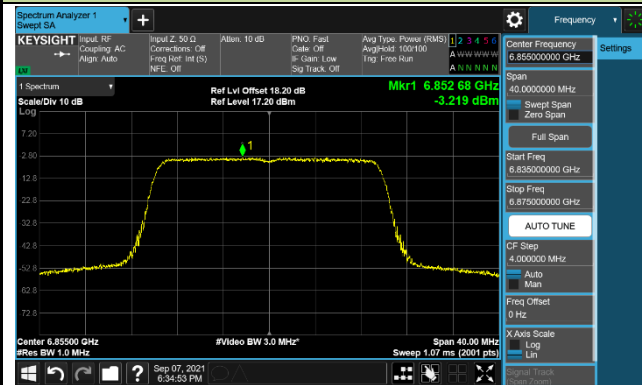 Spectrum Analyzer 1
Swept SA
+
Frequency
KEYSIGHT Input: RF
Coupling: AC
Align: Auto
LXI
Input Z: 50 Ω
Corrections: Off
Freq Ref: Int (S)
NFE: Off
Atten: 10 dB
PNO: Fast
Gate: Off
IF Gain: Low
Sig Track: Off
Avg Type: Power (RMS)
Avg|Hold: 100/100
Trig: Free Run
1 2 3 4 5 6
A W W W W W
A N N N N N
1 Spectrum
Scale/Div 10 dB
Ref Lvl Offset 18.20 dB
Ref Level 17.20 dBm
Mkr1 6.852 68 GHz
-3.219 dBm
Log
1
7.20
2.80
12.8
22.8
32.8
42.8
-52.8
62.8
72.8
Center 6.85500 GHz
#Res BW 1.0 MHz
#Video BW 3.0 MHz*
Span 40.00 MHz
Sweep 1.07 ms (2001 pts)
Center Frequency
6.855000000 GHz
Span
40.0000000 MHz
Swept Span
Zero Span
Full Span
Start Freq
6.835000000 GHz
Stop Freq
6.875000000 GHz
AUTO TUNE
CF Step
4.000000 MHz
Auto
Man
Freq Offset
0 Hz
X Axis Scale
Log
Lin
Signal Track
(Span Zoom)
Settings
?
Sep 07, 2021
6:34:53 PM